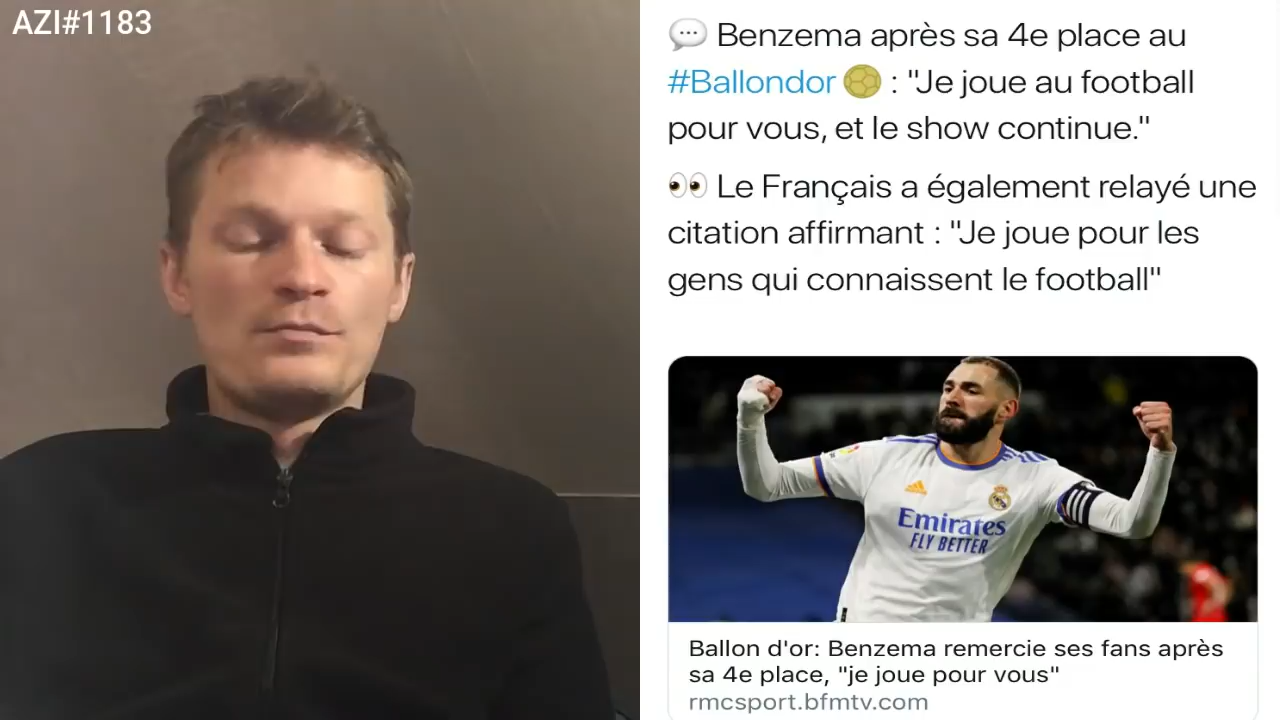 AZI#1183
💬 Benzema après sa 4e place au
#Ballondor : "Je joue au football
pour vous, et le show continue."
👀 Le Français a également relayé une
citation affirmant : "Je joue pour les
gens qui connaissent le football"
Emirates
FLY BETTER
Ballon d'or: Benzema remercie ses fans après
sa 4e place, "je joue pour vous"
rmcsport.bfmtv.com